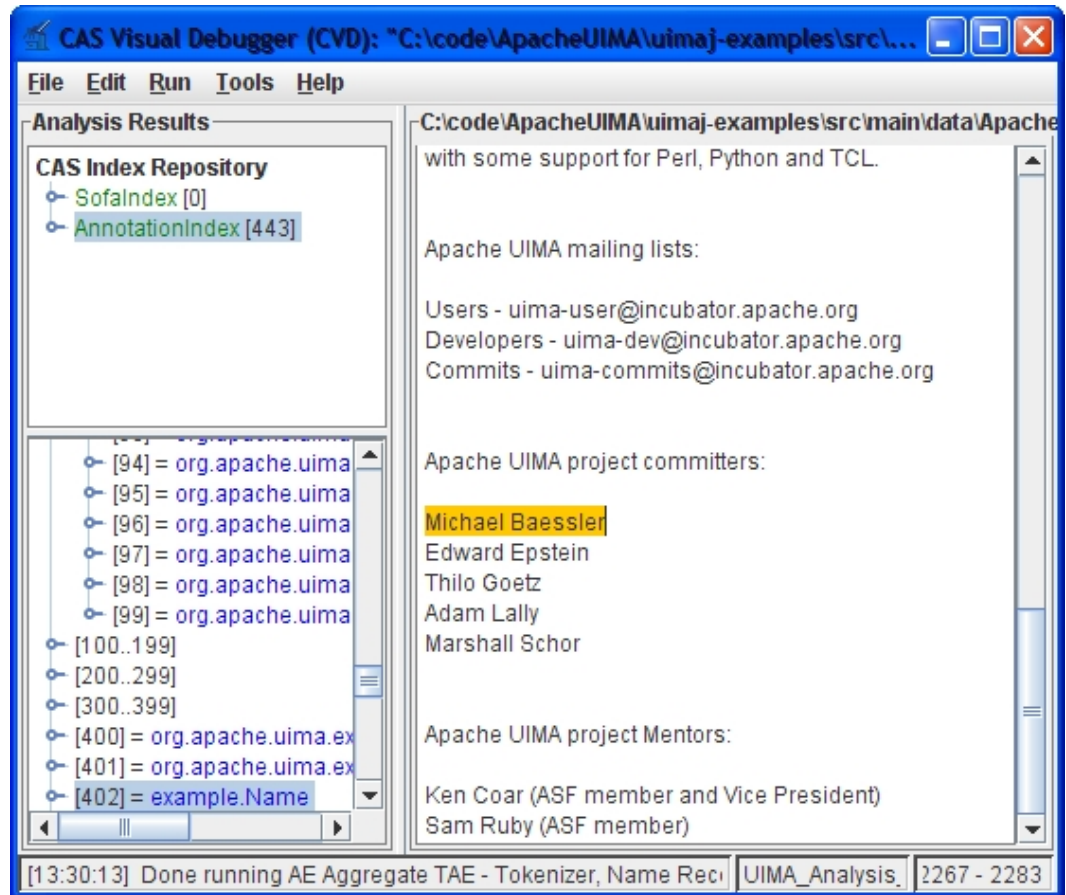 CAS Visual Debugger (CVD): "C:\code\ApacheUIMA\uimaj-examples\src\...
File Edit Run Tools Help
Analysis Results
CAS Index Repository
SofaIndex [0]
AnnotationIndex [443]
[94] = org.apache.uima
[95] = org.apache.uima
[96] = org.apache.uima
[97] = org.apache.uima
[98] = org.apache.uima
[99] = org.apache.uima
[100..199]
[200..299]
[300..399]
[400] = org.apache.uima.ex
[401] = org.apache.uima.ex
[402] = example.Name
C:\code\ApacheUIMA\uimaj-examples\src\main\data\Apache
with some support for Perl, Python and TCL.
Apache UIMA mailing lists:
Users - uima-user@incubator.apache.org
Developers - uima-dev@incubator.apache.org
Commits - uima-commits@incubator.apache.org
Apache UIMA project committers:
Michael Baessler
Edward Epstein
Thilo Goetz
Adam Lally
Marshall Schor
Apache UIMA project Mentors:
Ken Coar (ASF member and Vice President)
Sam Ruby (ASF member)
[13:30:13] Done running AE Aggregate TAE - Tokenizer, Name Rec
UIMA_Analysis_
2267 - 2283